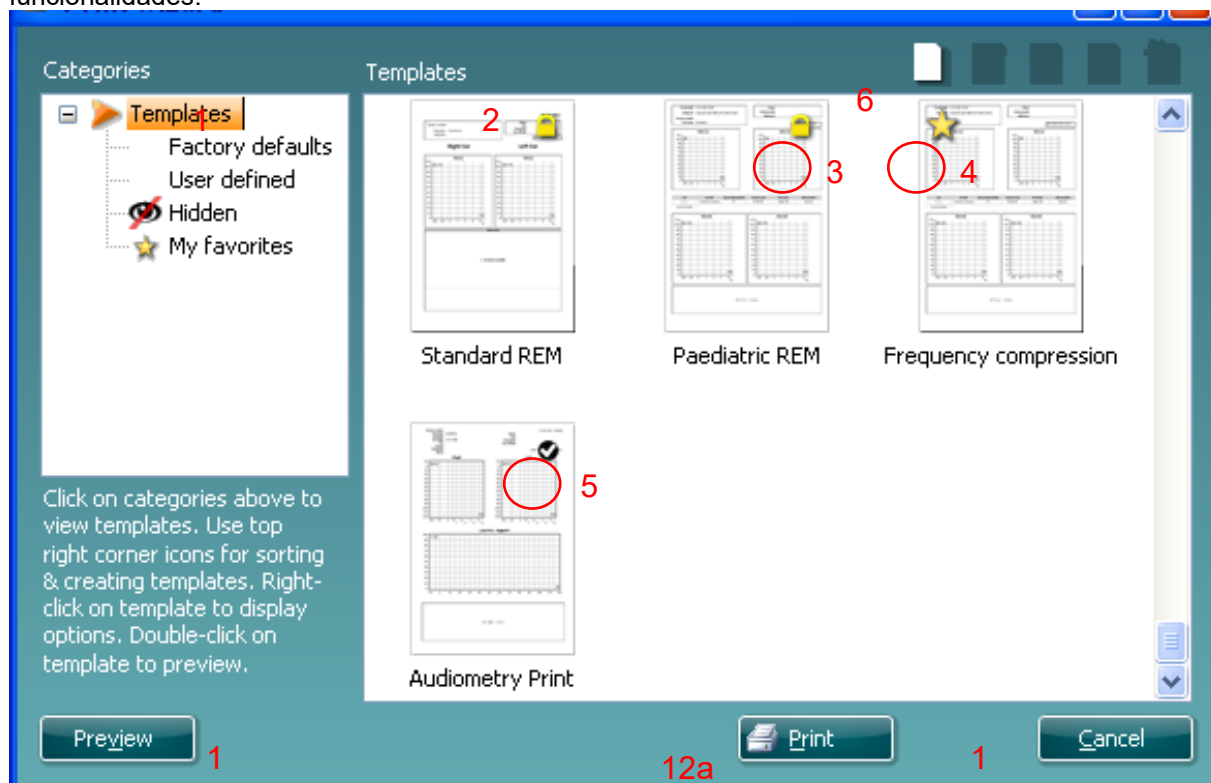 funcionalidades.
Categories
Templates
Templates
1
Factory defaults
User defined
Hidden
My favorites
2
3
6
4
Standard REM
Paediatric REM
Frequency compression
5
Audiometry Print
Click on categories above to
view templates. Use top
right corner icons for sorting
& creating templates. Right-
click on template to display
options. Double-click on
template to preview.
Preview
1
12a
Print
1
Cancel